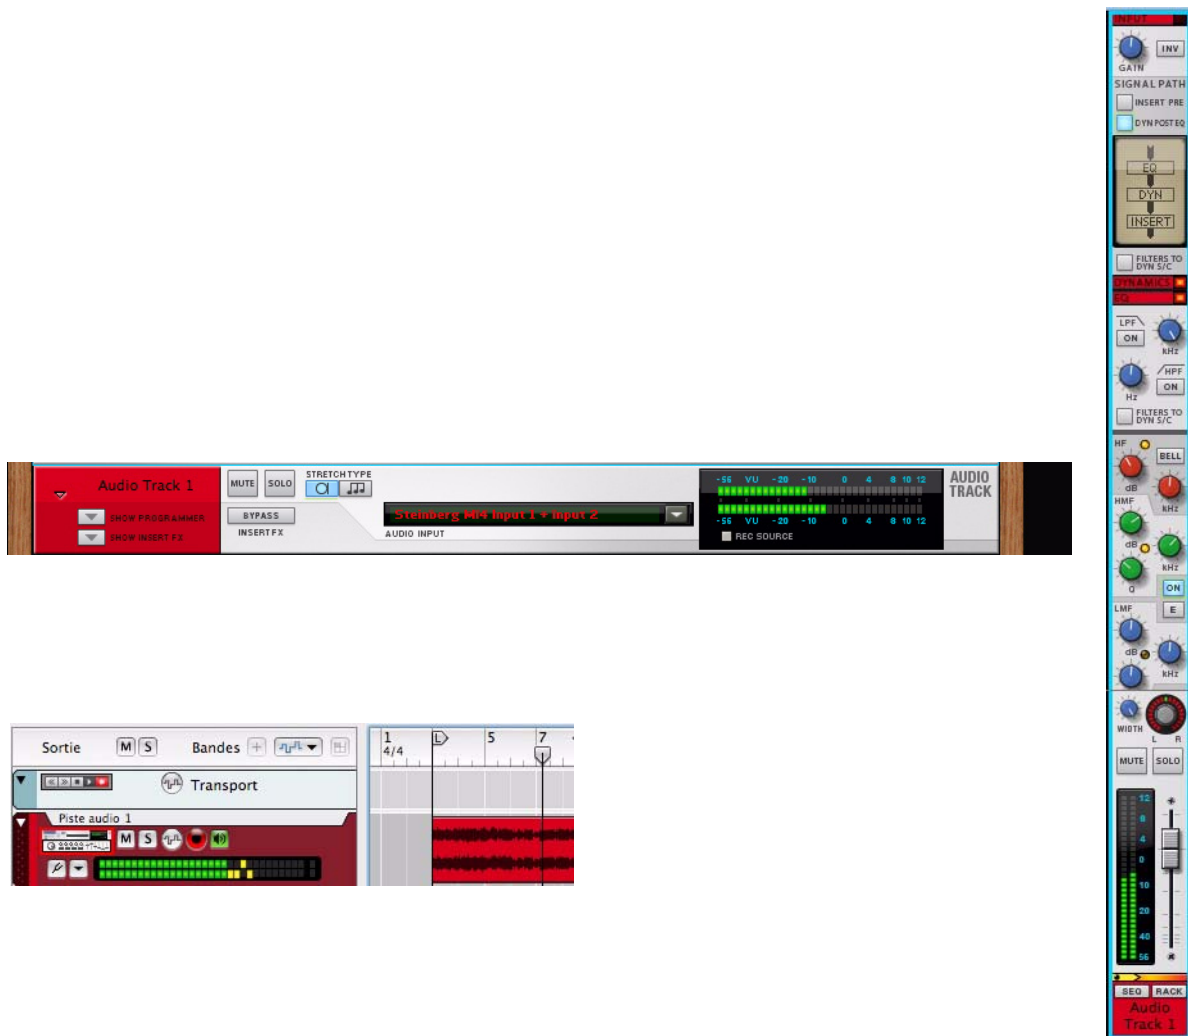 Audio Track 1
SHOW PROGRAMMER
SHOW INSERT FX
MUTE SOLO
BYPASS
INSERT FX
STRETCH TYPE
Steinberg MI4 Input 1 + Input 2
AUDIO INPUT
-56 VU -20 -10 0 4 8 10 12
-56 VU -20 -10 0 4 8 10 12
REC SOURCE
AUDIO
TRACK
Sortie M S Bandes +
1 L 5 7
4/4
Transport
Piste audio 1
M S
INPUT
INV
GAIN
SIGNAL PATH
INSERT PRE
DYN POST EQ
EQ
DYN
INSERT
FILTERS TO
DYN S/C
DYNAMICS
EQ
LPF
ON
kHz
HPF
ON
Hz
FILTERS TO
DYN S/C
HF
BELL
dB
HMF
kHz
dB
kHz
Q
ON
LMF
E
dB
kHz
WIDTH
L R
MUTE SOLO
12
8
4
0
10
20
40
56
SEQ RACK
Audio
Track 1